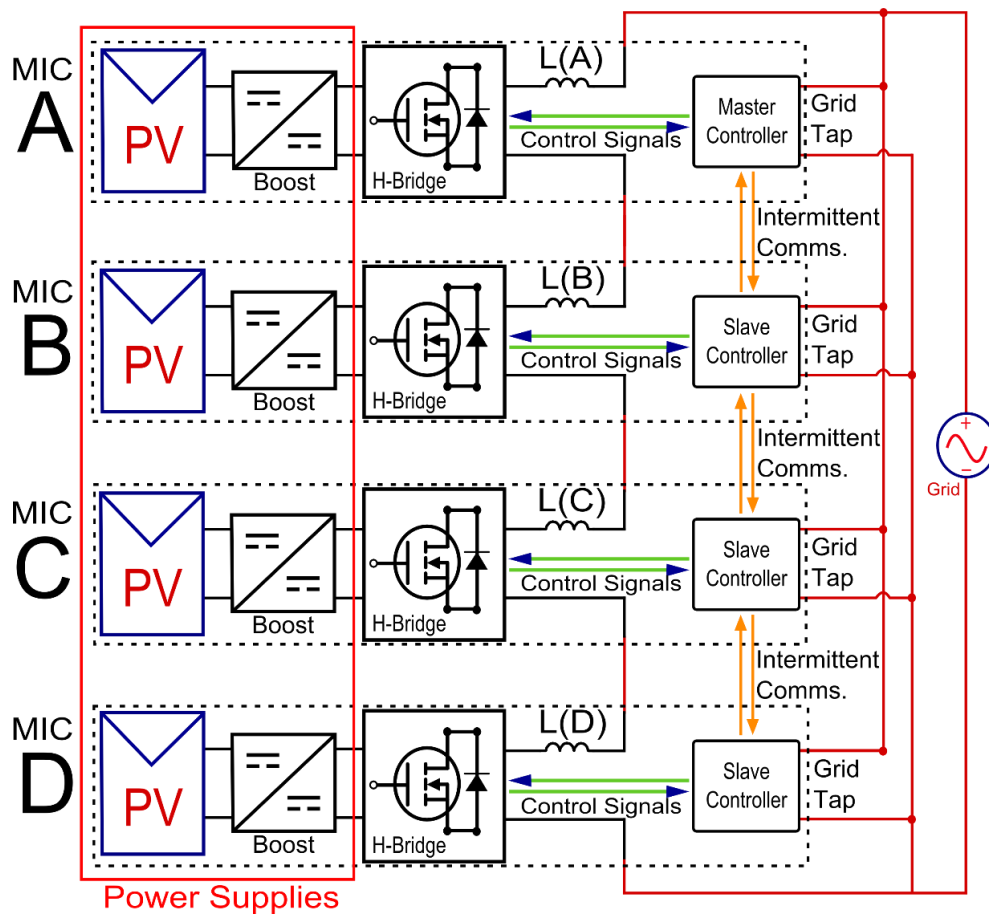 MIC
A
PV
Boost
H-Bridge
L(A)
Control Signals
Master
Controller
Grid
Tap
Intermittent
Comms.
MIC
B
PV
Boost
H-Bridge
L(B)
Control Signals
Slave
Controller
Grid
Tap
Intermittent
Comms.
MIC
C
PV
Boost
H-Bridge
L(C)
Control Signals
Slave
Controller
Grid
Tap
Intermittent
Comms.
MIC
D
PV
Boost
H-Bridge
L(D)
Control Signals
Slave
Controller
Grid
Tap
+
−
Grid
Power Supplies